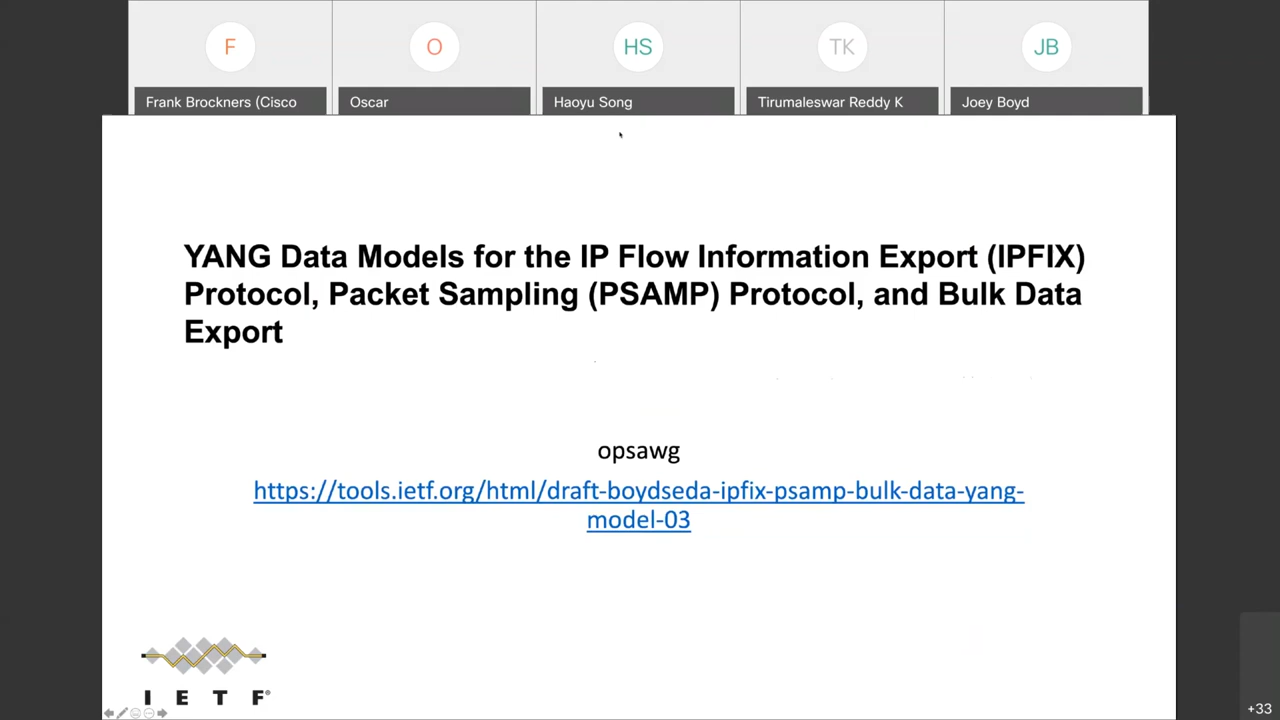 F
O
HS
TK
JB
Frank Brockners (Cisco
Oscar
Haoyu Song
Tirumaleswar Reddy K
Joey Boyd
YANG Data Models for the IP Flow Information Export (IPFIX)
Protocol, Packet Sampling (PSAMP) Protocol, and Bulk Data
Export
opsawg
https://tools.ietf.org/html/draft-boydseda-ipfix-psamp-bulk-data-yang-
model-03
I E T F®
+33